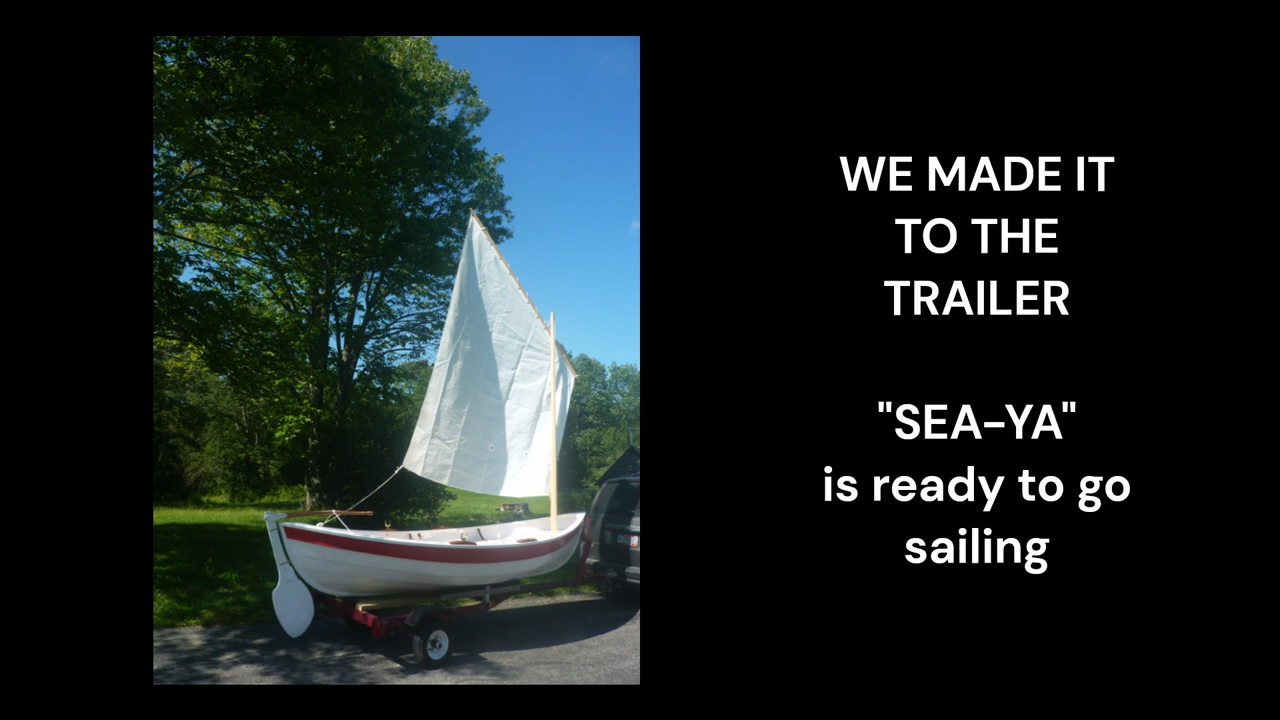 WE MADE IT
TO THE
TRAILER
"SEA-YA"
is ready to go
sailing